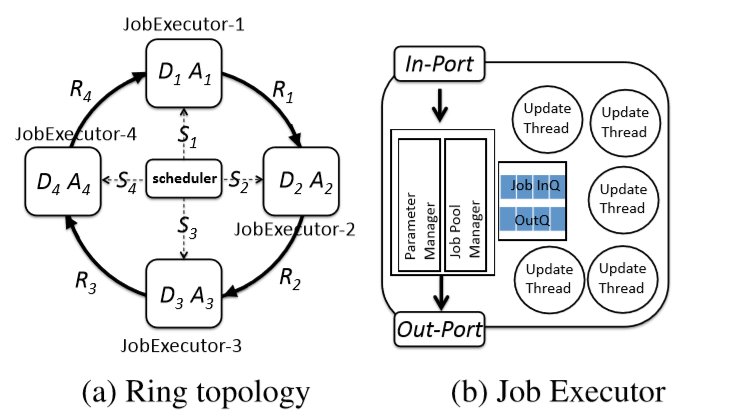 JobExecutor-1
D1 A1
R4
R1
S1
JobExecutor-4
D4 A4
S4
scheduler
S2
D2 A2
JobExecutor-2
S3
R3
R2
D3 A3
JobExecutor-3
(a) Ring topology
In-Port
Update
Thread
Update
Thread
Parameter
Manager
Job Pool
Manager
Job InQ
OutQ
Update
Thread
Update
Thread
Update
Thread
Out-Port
(b) Job Executor